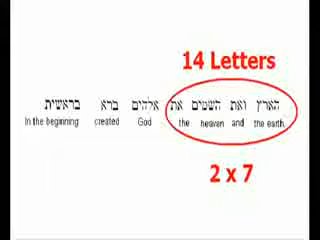 14 Letters
בראשית ברא אלהים את השמים ואת הארץ
In the beginning created God the heaven and the earth.
2 x 7